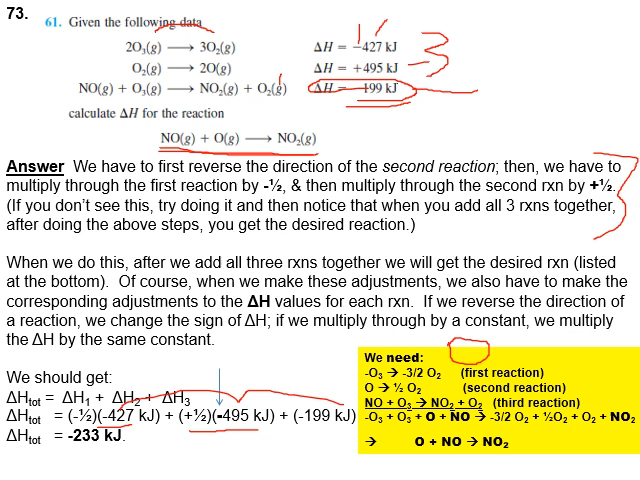 73.
61. Given the following data
2O₃(g) ⟶ 3O₂(g) ΔH = −427 kJ
O₂(g) ⟶ 2O(g) ΔH = +495 kJ
NO(g) + O₃(g) ⟶ NO₂(g) + O₂(g) ΔH = −199 kJ
calculate ΔH for the reaction
NO(g) + O(g) ⟶ NO₂(g)
Answer We have to first reverse the direction of the second reaction; then, we have to
multiply through the first reaction by -½, & then multiply through the second rxn by +½.
(If you don't see this, try doing it and then notice that when you add all 3 rxns together,
after doing the above steps, you get the desired reaction.)
When we do this, after we add all three rxns together we will get the desired rxn (listed
at the bottom). Of course, when we make these adjustments, we also have to make the
corresponding adjustments to the ΔH values for each rxn. If we reverse the direction of
a reaction, we change the sign of ΔH; if we multiply through by a constant, we multiply
the ΔH by the same constant.
We should get:
ΔHtot = ΔH₁ + ΔH₂ + ΔH₃
ΔHtot = (-½)(-427 kJ) + (+½)(-495 kJ) + (-199 kJ)
ΔHtot = -233 kJ.
We need:
-O₃ → -3/2 O₂ (first reaction)
O → ½ O₂ (second reaction)
NO + O₃ → NO₂ + O₂ (third reaction)
-O₃ + O₃ + O + NO → -3/2 O₂ + ½O₂ + O₂ + NO₂
→ O + NO → NO₂